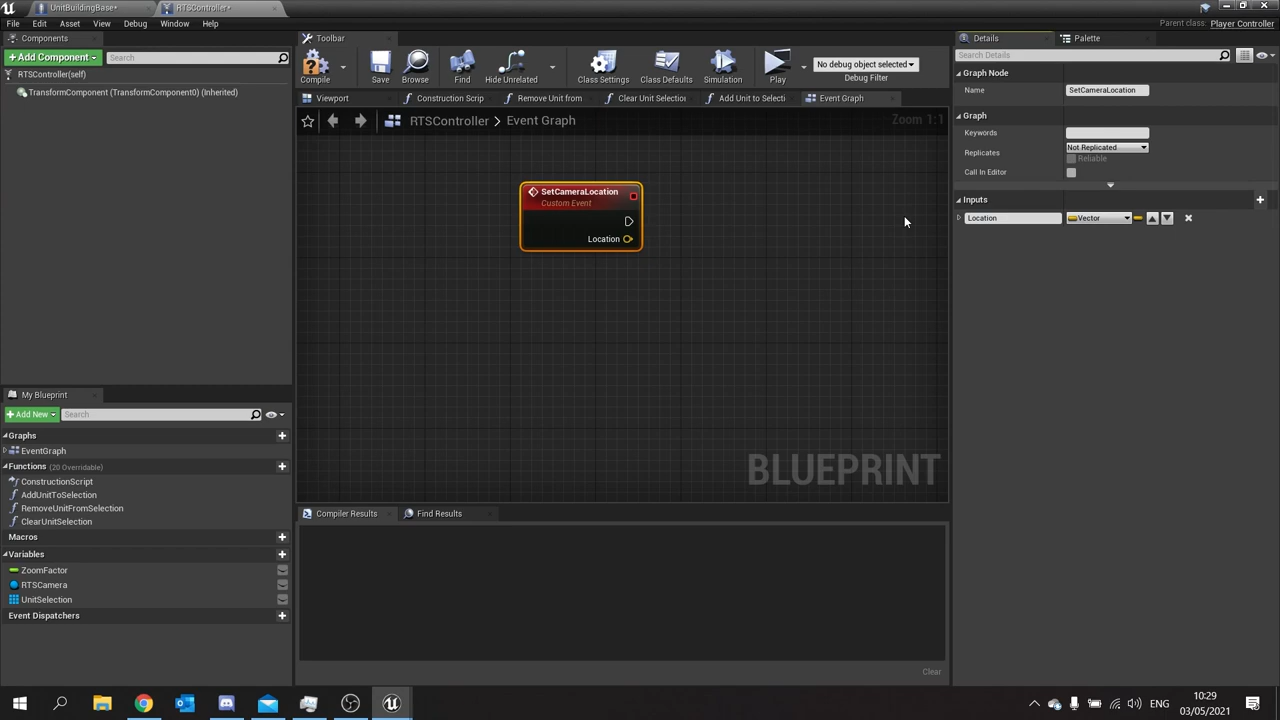 UnitBuildingBase*
RTSController*
File Edit Asset View Debug Window Help
Parent class: Player Controller
Components
Toolbar
Details
Palette
+Add Component
Search
RTSController(self)
TransformComponent (TransformComponent0) (Inherited)
Compile
Save
Browse
Find
Hide Unrelated
Class Settings
Class Defaults
Simulation
Play
No debug object selected
Debug Filter
Viewport
Construction Scrip
Remove Unit from
Clear Unit Selection
Add Unit to Selecti
Event Graph
RTSController > Event Graph
Zoom 1:1
SetCameraLocation
Custom Event
Location
BLUEPRINT
Search Details
Graph Node
Name SetCameraLocation
Graph
Keywords
Replicates Not Replicated
Reliable
Call In Editor
Inputs
Location Vector
My Blueprint
+Add New
Search
Graphs
EventGraph
Functions (20 Overridable)
ConstructionScript
AddUnitToSelection
RemoveUnitFromSelection
ClearUnitSelection
Macros
Variables
ZoomFactor
RTSCamera
UnitSelection
Event Dispatchers
Compiler Results
Find Results
Clear
ENG
10:29
03/05/2021